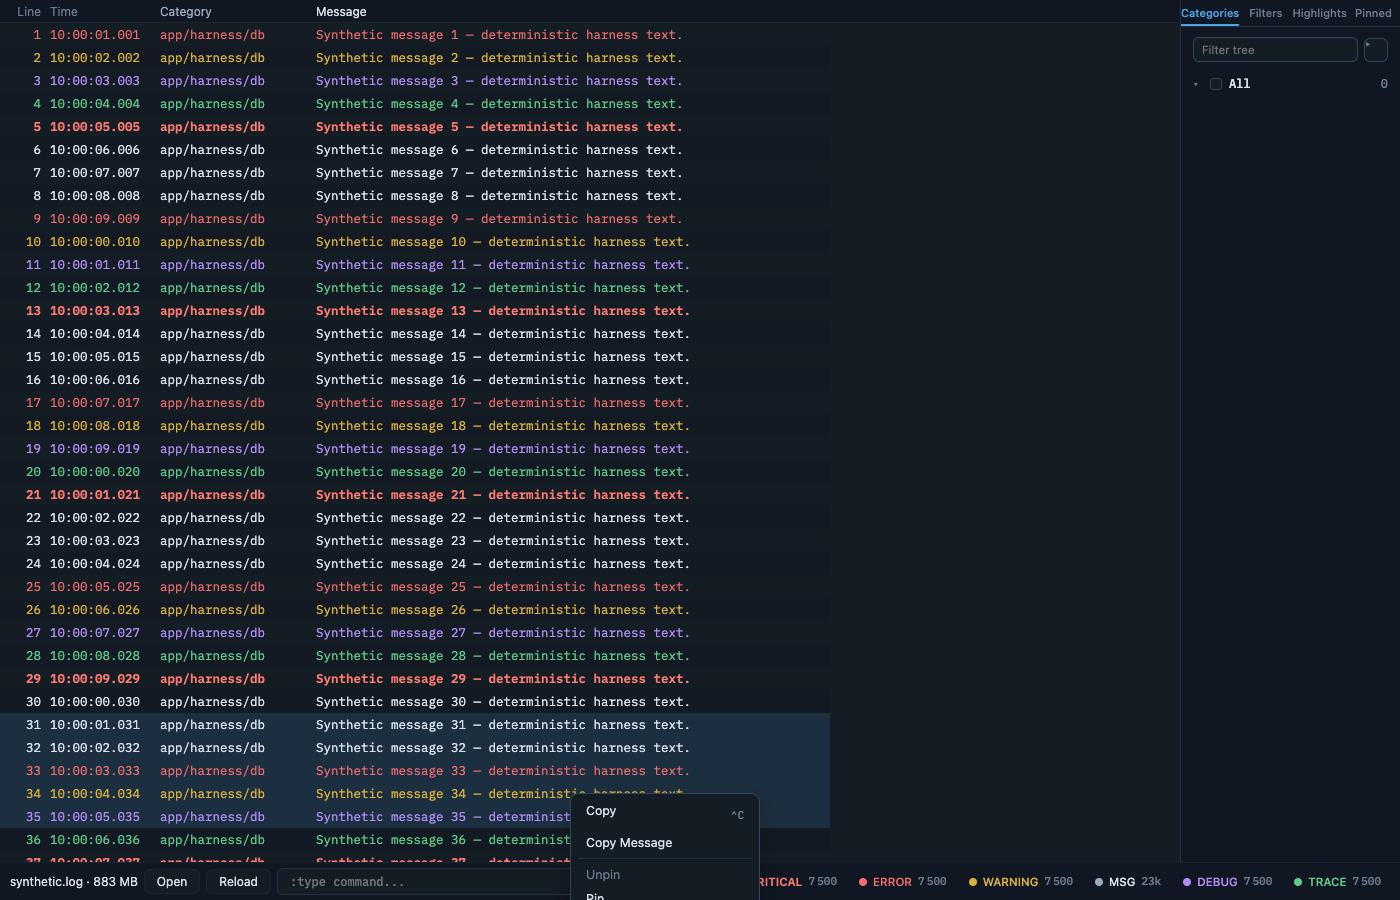 Line Time Category Message
1 10:00:01.001 app/harness/db Synthetic message 1 — deterministic harness text.
2 10:00:02.002 app/harness/db Synthetic message 2 — deterministic harness text.
3 10:00:03.003 app/harness/db Synthetic message 3 — deterministic harness text.
4 10:00:04.004 app/harness/db Synthetic message 4 — deterministic harness text.
5 10:00:05.005 app/harness/db Synthetic message 5 — deterministic harness text.
6 10:00:06.006 app/harness/db Synthetic message 6 — deterministic harness text.
7 10:00:07.007 app/harness/db Synthetic message 7 — deterministic harness text.
8 10:00:08.008 app/harness/db Synthetic message 8 — deterministic harness text.
9 10:00:09.009 app/harness/db Synthetic message 9 — deterministic harness text.
10 10:00:00.010 app/harness/db Synthetic message 10 — deterministic harness text.
11 10:00:01.011 app/harness/db Synthetic message 11 — deterministic harness text.
12 10:00:02.012 app/harness/db Synthetic message 12 — deterministic harness text.
13 10:00:03.013 app/harness/db Synthetic message 13 — deterministic harness text.
14 10:00:04.014 app/harness/db Synthetic message 14 — deterministic harness text.
15 10:00:05.015 app/harness/db Synthetic message 15 — deterministic harness text.
16 10:00:06.016 app/harness/db Synthetic message 16 — deterministic harness text.
17 10:00:07.017 app/harness/db Synthetic message 17 — deterministic harness text.
18 10:00:08.018 app/harness/db Synthetic message 18 — deterministic harness text.
19 10:00:09.019 app/harness/db Synthetic message 19 — deterministic harness text.
20 10:00:00.020 app/harness/db Synthetic message 20 — deterministic harness text.
21 10:00:01.021 app/harness/db Synthetic message 21 — deterministic harness text.
22 10:00:02.022 app/harness/db Synthetic message 22 — deterministic harness text.
23 10:00:03.023 app/harness/db Synthetic message 23 — deterministic harness text.
24 10:00:04.024 app/harness/db Synthetic message 24 — deterministic harness text.
25 10:00:05.025 app/harness/db Synthetic message 25 — deterministic harness text.
26 10:00:06.026 app/harness/db Synthetic message 26 — deterministic harness text.
27 10:00:07.027 app/harness/db Synthetic message 27 — deterministic harness text.
28 10:00:08.028 app/harness/db Synthetic message 28 — deterministic harness text.
29 10:00:09.029 app/harness/db Synthetic message 29 — deterministic harness text.
30 10:00:00.030 app/harness/db Synthetic message 30 — deterministic harness text.
31 10:00:01.031 app/harness/db Synthetic message 31 — deterministic harness text.
32 10:00:02.032 app/harness/db Synthetic message 32 — deterministic harness text.
33 10:00:03.033 app/harness/db Synthetic message 33 — deterministic harness text.
34 10:00:04.034 app/harness/db Synthetic message 34 — deterministic harness text.
35 10:00:05.035 app/harness/db Synthetic message 35 — determinist
36 10:00:06.036 app/harness/db Synthetic message 36 — determinist
37 10:00:07.037 app/harness/db Synthetic message 37 — determinist
Copy ^C
Copy Message
Unpin
Pin
synthetic.log · 883 MB Open Reload :type command...
RITICAL 7 500 ERROR 7 500 WARNING 7 500 MSG 23k DEBUG 7 500 TRACE 7 500
Categories Filters Highlights Pinned
Filter tree
All 0